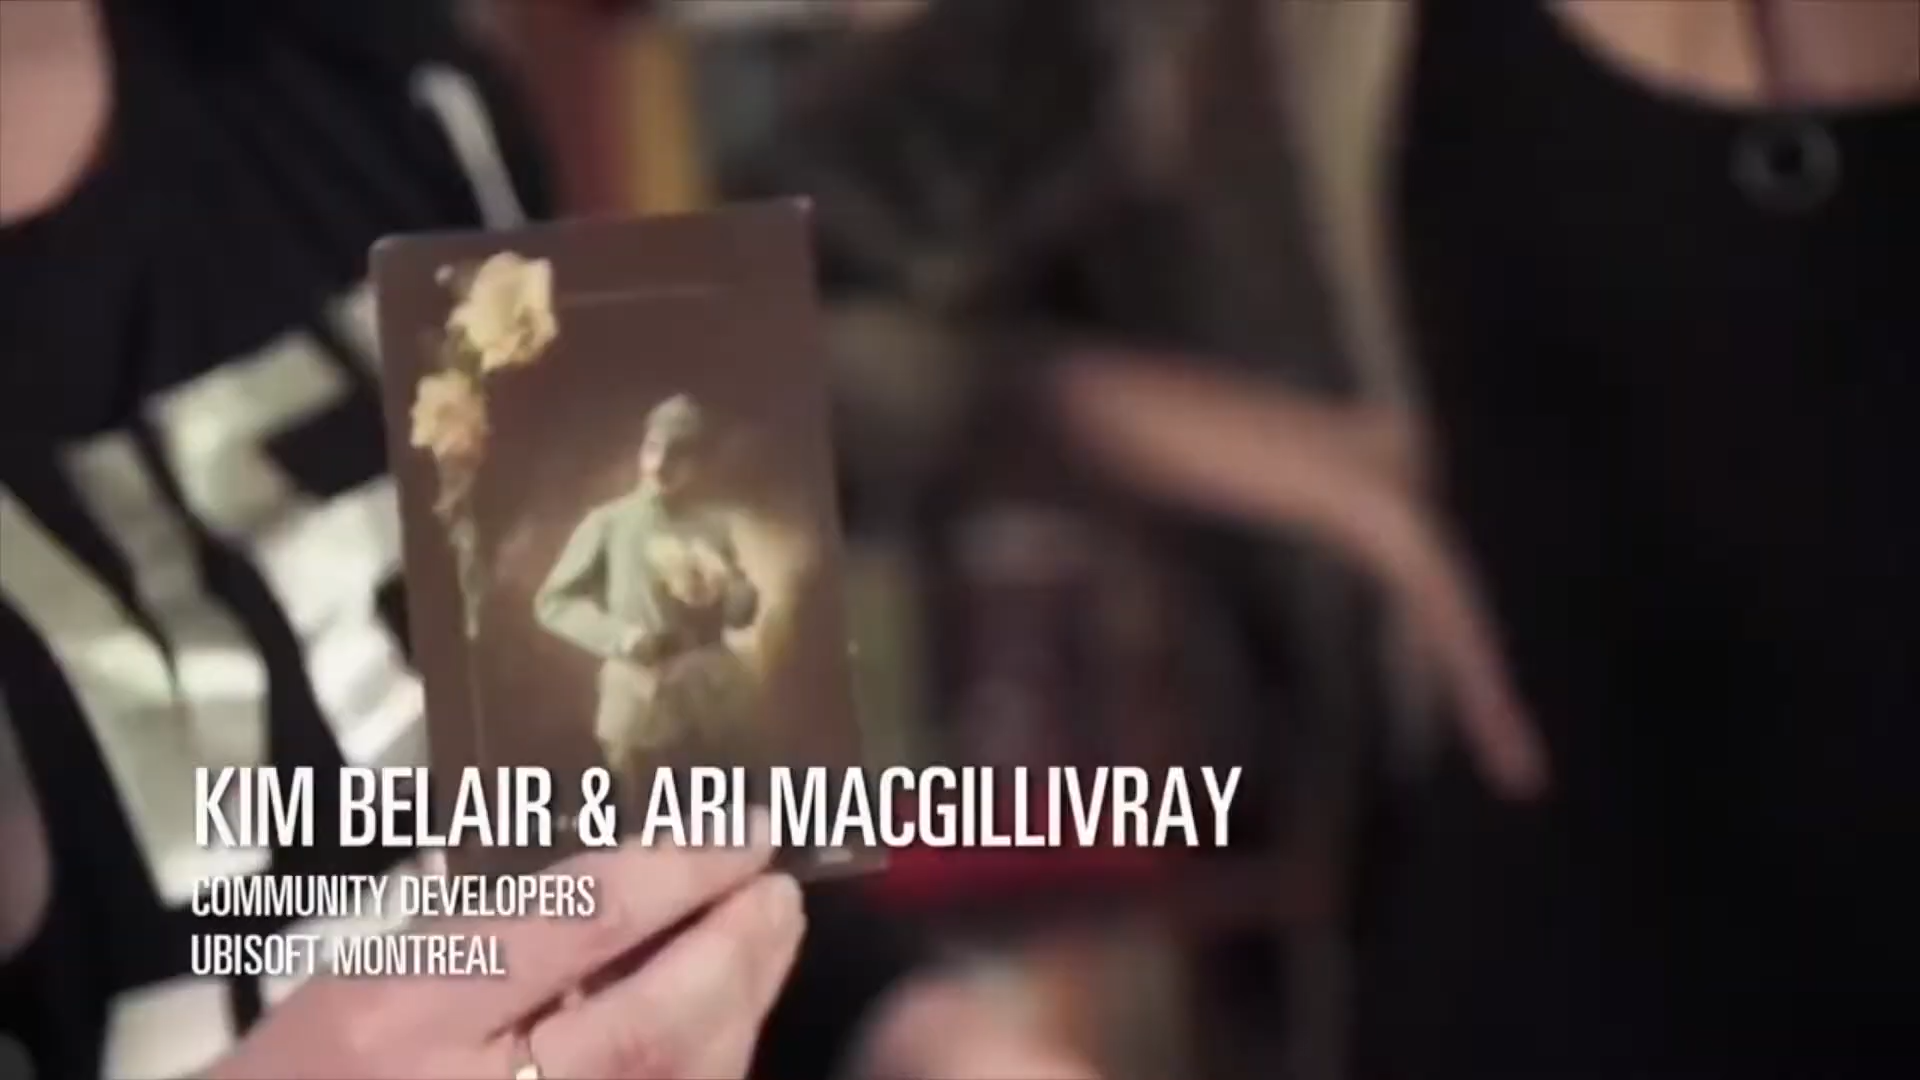 KIM BELAIR & ARI MACGILLIVRAY
COMMUNITY DEVELOPERS
UBISOFT MONTREAL